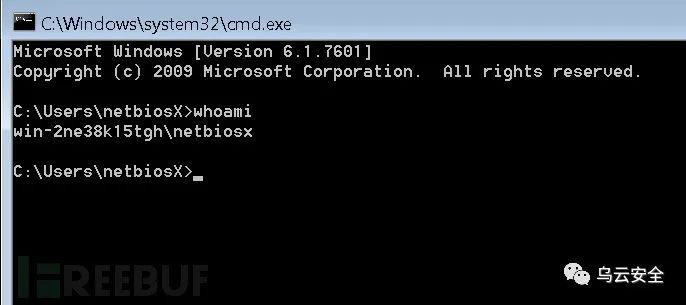 C:\Windows\system32\cmd.exe
Microsoft Windows [Version 6.1.7601]
Copyright (c) 2009 Microsoft Corporation.  All rights reserved.
C:\Users\netbiosX>whoami
win-2ne38k15tgh\netbiosx
C:\Users\netbiosX>_
FREEBUF
乌云安全